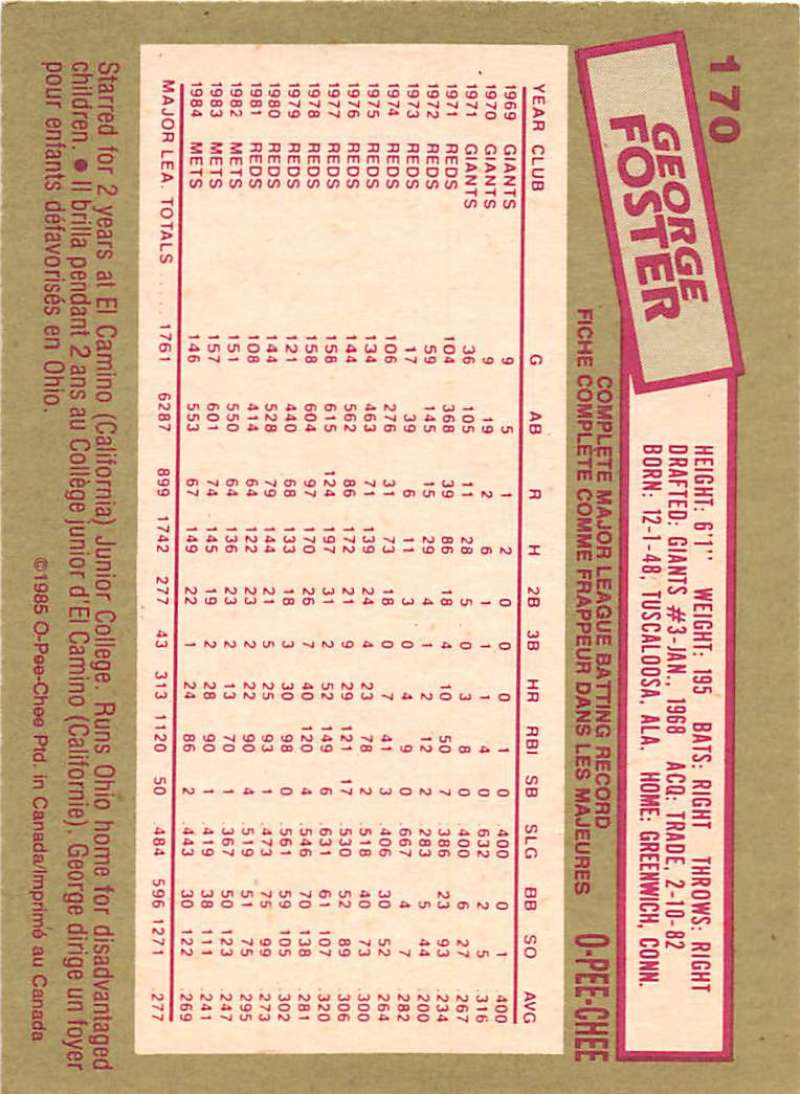 170
GEORGE
FOSTER
HEIGHT: 6'1" WEIGHT: 195 BATS: RIGHT THROWS: RIGHT
DRAFTED: GIANTS #3-JAN., 1968 ACQ: TRADE, 2-10-82
BORN: 12-1-48, TUSCALOOSA, ALA. HOME: GREENWICH, CONN.
COMPLETE MAJOR LEAGUE BATTING RECORD
FICHE COMPLÈTE COMME FRAPPEUR DANS LES MAJEURES
O-PEE-CHEE
YEAR CLUB G AB R H 2B 3B HR RBI SB SLG BB SO AVG
1969 GIANTS 9 5 1 2 0 0 0 1 0 .400 0 1 .400
1970 GIANTS 9 19 2 6 1 1 1 4 0 .632 2 5 .316
1971 GIANTS 36 105 11 28 5 0 3 8 0 .400 6 27 .267
1971 REDS 104 368 39 86 18 4 10 50 7 .386 23 93 .234
1972 REDS 59 145 15 29 4 1 2 12 2 .283 5 44 .200
1973 REDS 17 39 6 11 3 0 4 9 0 .667 4 7 .282
1974 REDS 106 276 31 73 18 0 7 41 3 .406 30 52 .264
1975 REDS 134 463 71 139 24 4 23 78 2 .518 40 73 .300
1976 REDS 144 562 86 172 21 9 29 121 17 .530 52 89 .306
1977 REDS 158 615 124 197 31 2 52 149 6 .631 61 107 .320
1978 REDS 158 604 97 170 26 7 40 120 4 .546 70 138 .281
1979 REDS 121 440 68 133 18 3 30 98 0 .561 59 105 .302
1980 REDS 144 528 79 144 21 5 25 93 1 .473 75 99 .273
1981 REDS 108 414 64 122 23 2 22 90 4 .519 51 75 .295
1982 METS 151 550 64 136 23 2 13 70 1 .367 50 123 .247
1983 METS 157 601 74 145 19 2 28 90 1 .419 38 111 .241
1984 METS 146 553 67 149 22 1 24 86 2 .443 30 122 .269
MAJOR LEA. TOTALS ..... 1761 6287 899 1742 277 43 313 1120 50 .484 596 1271 .277
Starred for 2 years at El Camino (California) Junior College. Runs Ohio home for disadvantaged
children. ● Il brilla pendant 2 ans au Collège junior d'El Camino (Californie). George dirige un foyer
pour enfants défavorisés en Ohio.
©1985 O-Pee-Chee Ptd. in Canada/Imprimé au Canada